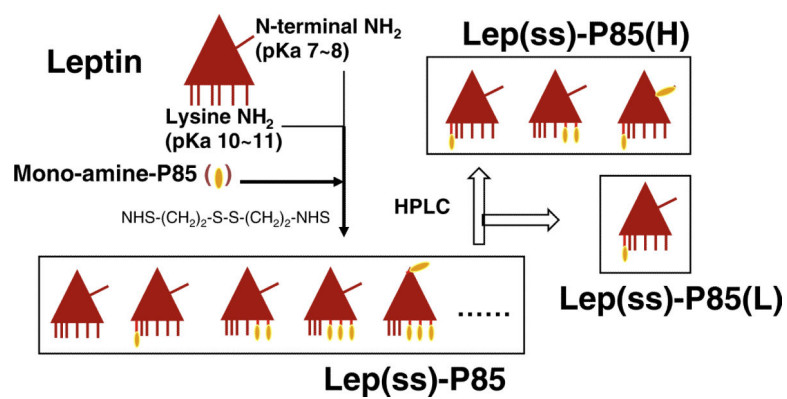 N-terminal NH₂
(pKa 7~8)
Leptin
Lysine NH₂
(pKa 10~11)
Mono-amine-P85 ( )
NHS-(CH₂)₂-S-S-(CH₂)₂-NHS
Lep(ss)-P85(H)
HPLC
Lep(ss)-P85(L)
......
Lep(ss)-P85